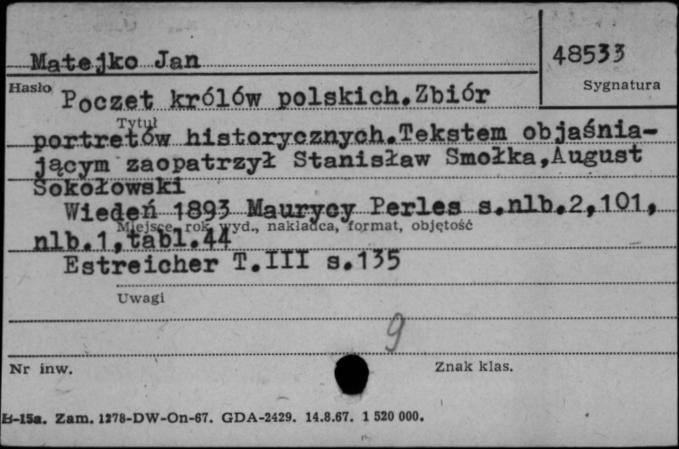 Matejko Jan
48533
Hasło
Sygnatura
Poczet królów polskich.Zbiór
Tytuł
portretów historycznych.Tekstem objaśnia-
jącym zaopatrzył Stanisław Smołka,August
Sokołowski
Wiedeń 1893 Maurycy Perles s.nlb.2,101,
Miejsce, rok wyd., nakładca, format, objętość
nlb.1,tabl.44
Estreicher T.III s.135
Uwagi
9
Nr inw.
Znak klas.
B-15a. Zam. 1278-DW-On-67. GDA-2429. 14.8.67. 1 520 000.